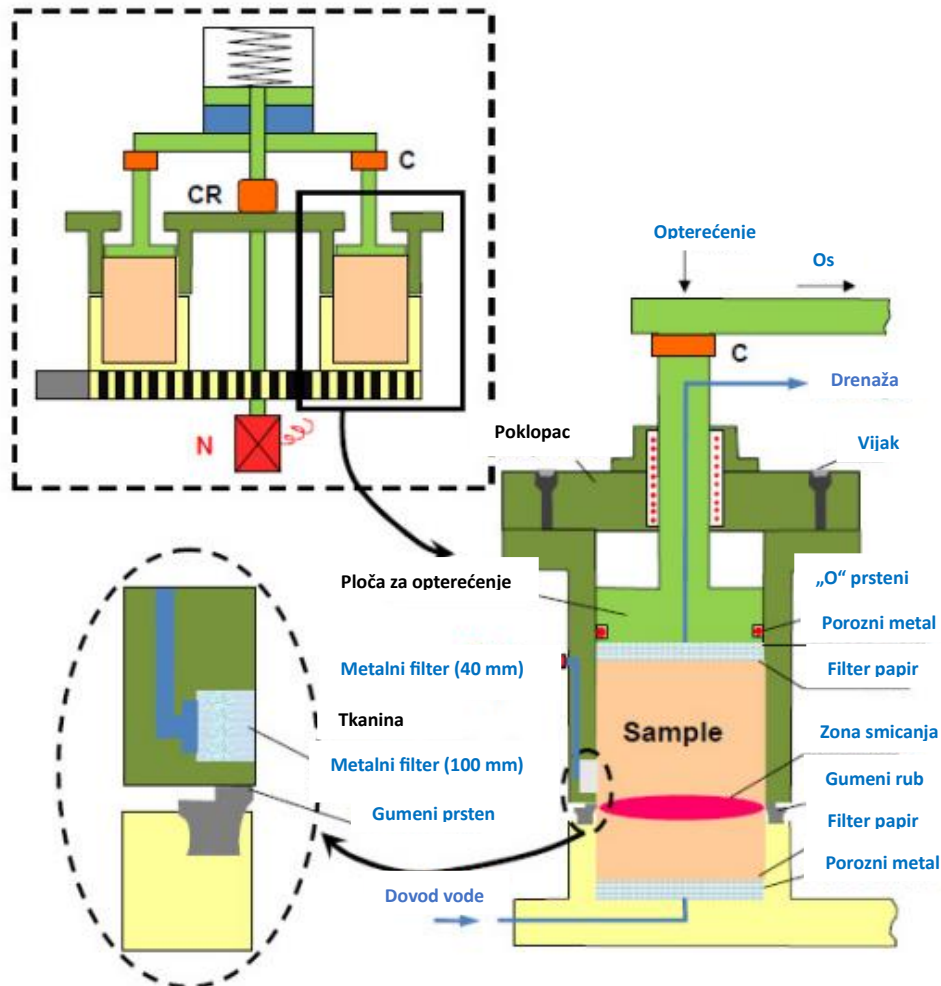 C
CR
N
Opterećenje
Os
C
Drenaža
Poklopac
Vijak
Ploča za opterećenje
„O“ prsteni
Porozni metal
Metalni filter (40 mm)
Filter papir
Tkanina
Sample
Zona smicanja
Metalni filter (100 mm)
Gumeni rub
Gumeni prsten
Filter papir
Porozni metal
Dovod vode